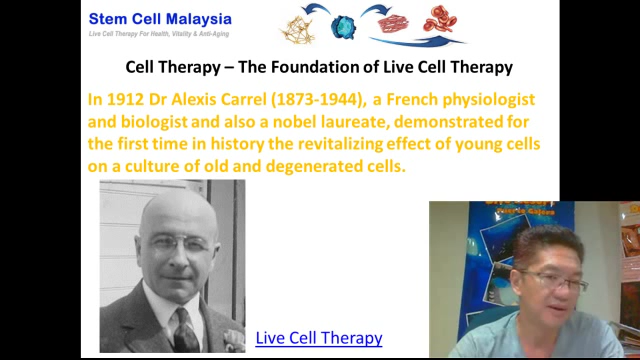 Stem Cell Malaysia
Live Cell Therapy For Health, Vitality & Anti-Aging
Cell Therapy – The Foundation of Live Cell Therapy
In 1912 Dr Alexis Carrel (1873-1944), a French physiologist
and biologist and also a nobel laureate, demonstrated for
the first time in history the revitalizing effect of young cells
on a culture of old and degenerated cells.
Live Cell Therapy